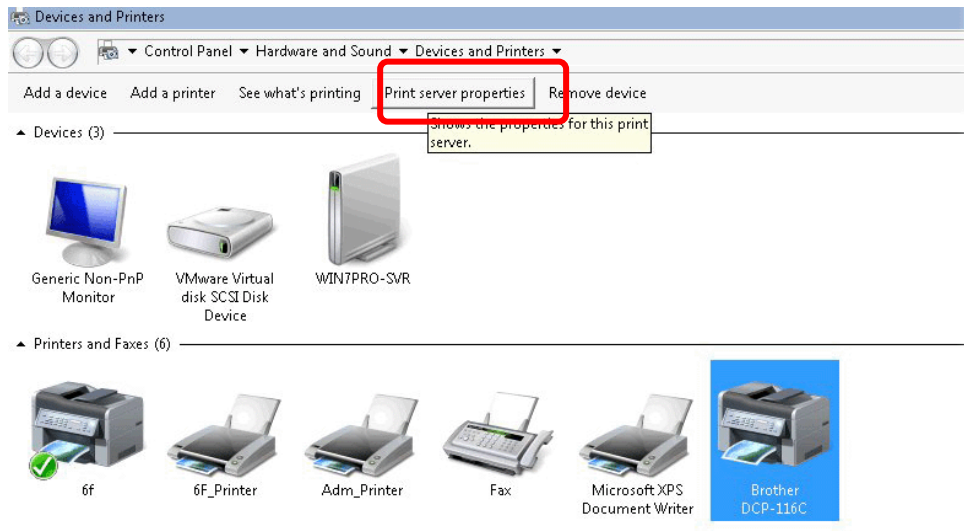 Devices and Printers
Control Panel ▾ Hardware and Sound ▾ Devices and Printers ▾
Add a device Add a printer See what's printing Print server properties Remove device
Shows the properties for this print
server.
Devices (3)
Generic Non-PnP
Monitor
VMware Virtual
disk SCSI Disk
Device
WIN7PRO-SVR
Printers and Faxes (6)
6f
6F_Printer
Adm_Printer
Fax
Microsoft XPS
Document Writer
Brother
DCP-116C